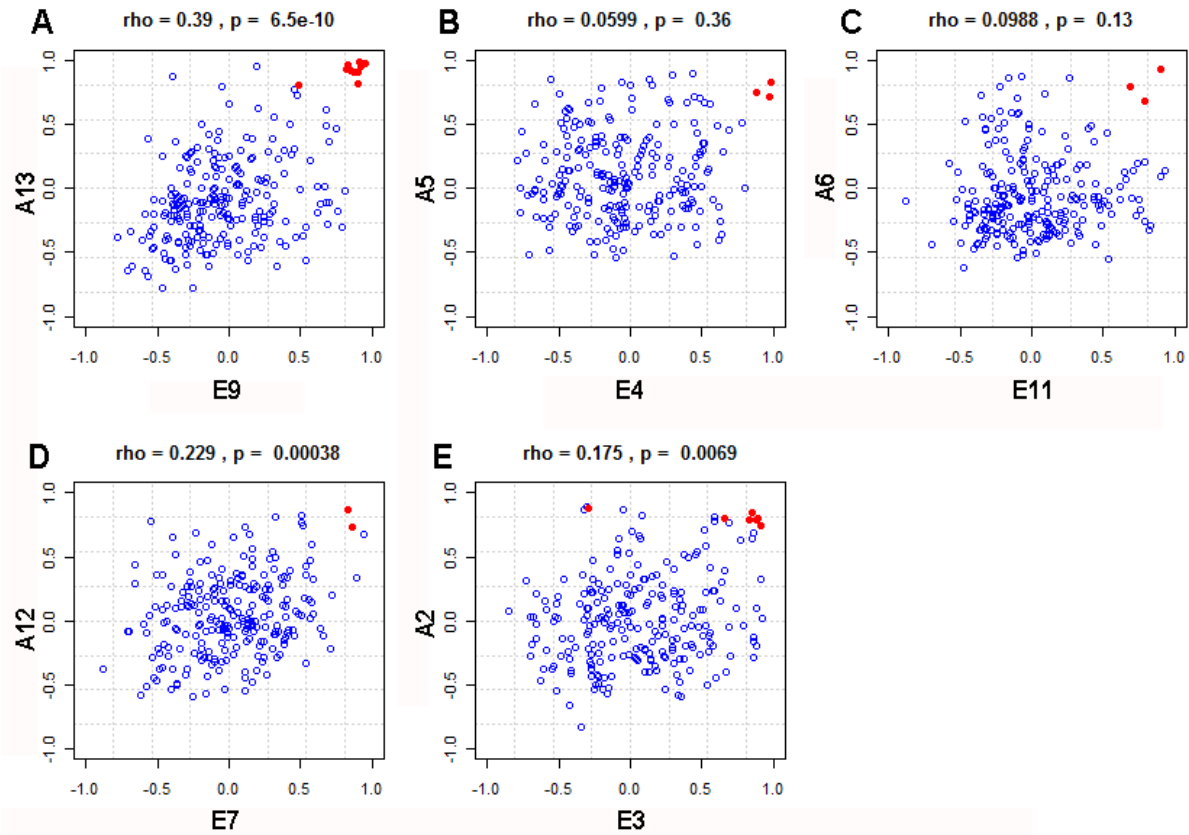 A rho = 0.39 , p = 6.5e-10
A13
1.0
0.5
0.0
-0.5
-1.0
-1.0 -0.5 0.0 0.5 1.0
E9
B rho = 0.0599 , p = 0.36
A5
1.0
0.5
0.0
-0.5
-1.0
-1.0 -0.5 0.0 0.5 1.0
E4
C rho = 0.0988 , p = 0.13
A6
1.0
0.5
0.0
-0.5
-1.0
-1.0 -0.5 0.0 0.5 1.0
E11
D rho = 0.229 , p = 0.00038
A12
1.0
0.5
0.0
-0.5
-1.0
-1.0 -0.5 0.0 0.5 1.0
E7
E rho = 0.175 , p = 0.0069
A2
1.0
0.5
0.0
-0.5
-1.0
-1.0 -0.5 0.0 0.5 1.0
E3